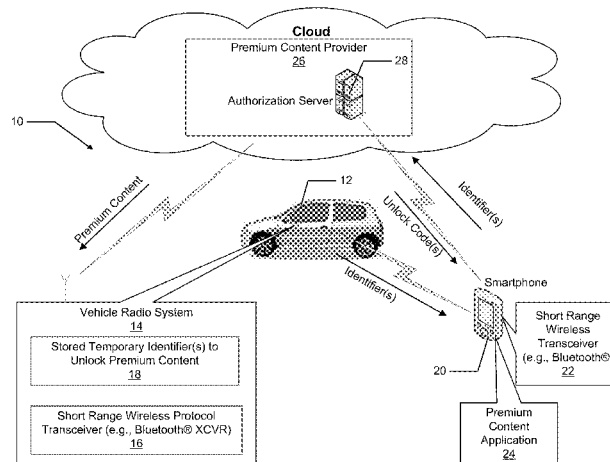 Cloud
Premium Content Provider
26
28
Authorization Server
10
12
Premium Content
Identifier(s)
Unlock Code(s)
Identifier(s)
Smartphone
Vehicle Radio System
14
Stored Temporary Identifier(s) to
Unlock Premium Content
18
Short Range Wireless Protocol
Transceiver (e.g., Bluetooth® XCVR)
16
Short Range
Wireless
Transceiver
(e.g., Bluetooth®
22
20
Premium
Content
Application
24